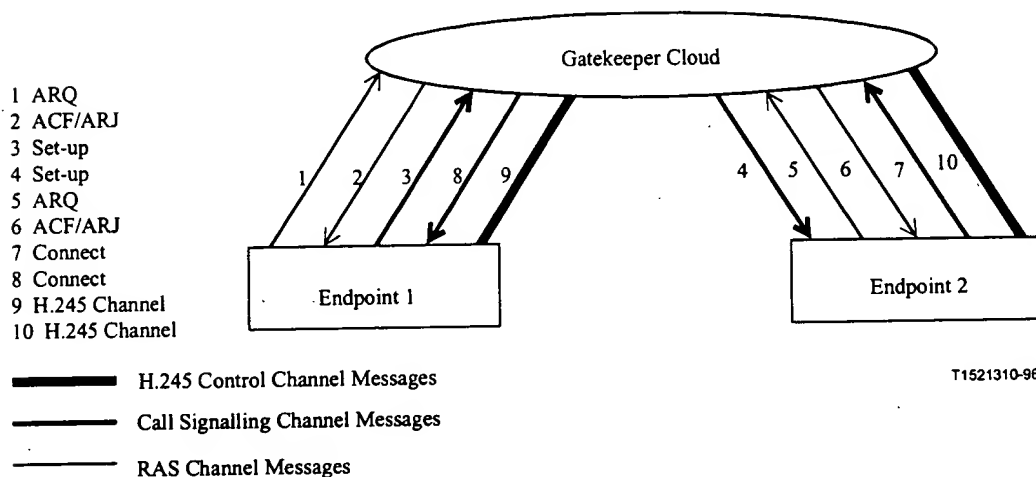 Gatekeeper Cloud
1 ARQ
2 ACF/ARJ
3 Set-up
4 Set-up
5 ARQ
6 ACF/ARJ
7 Connect
8 Connect
9 H.245 Channel
10 H.245 Channel
1
2
3
8
9
4
5
6
7
10
Endpoint 1
Endpoint 2
H.245 Control Channel Messages
T1521310-96
Call Signalling Channel Messages
RAS Channel Messages